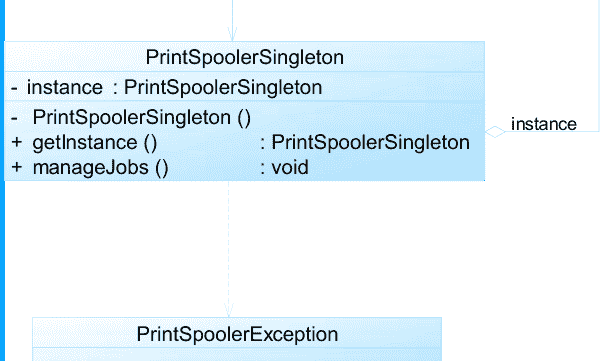 PrintSpoolerSingleton
- instance : PrintSpoolerSingleton
- PrintSpoolerSingleton ()
+ getInstance () : PrintSpoolerSingleton
+ manageJobs () : void
instance
PrintSpoolerException